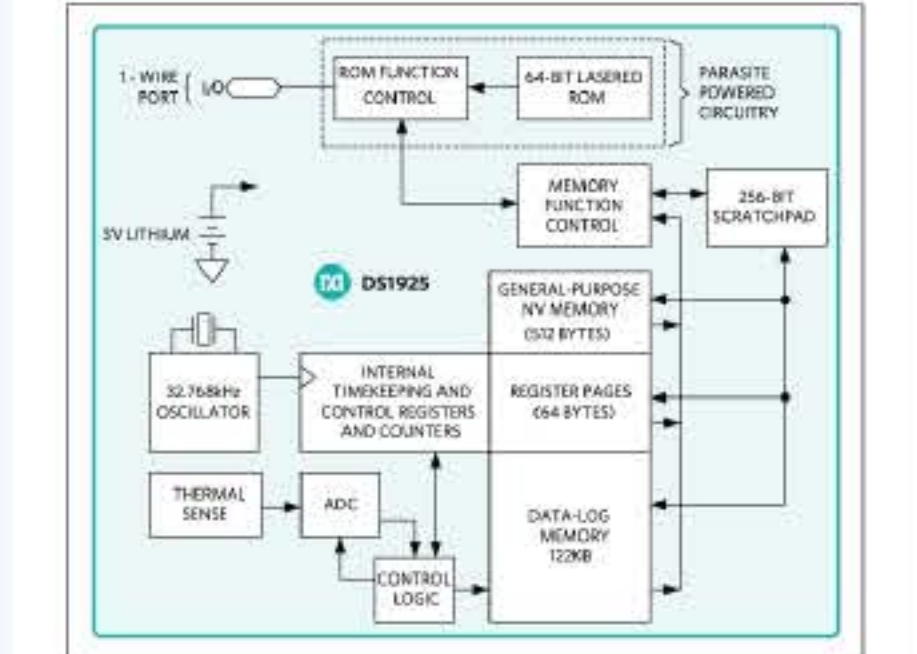 1 - WIRE
PORT
I/O
ROM FUNCTION
CONTROL
64-BIT LASERED
ROM
PARASITE
POWERED
CIRCUITRY
MEMORY
FUNCTION
CONTROL
256-BIT
SCRATCHPAD
3V LITHIUM
DS1925
GENERAL-PURPOSE
NV MEMORY
(512 BYTES)
32.768kHz
OSCILLATOR
INTERNAL
TIMEKEEPING AND
CONTROL REGISTERS
AND COUNTERS
REGISTER PAGES
(64 BYTES)
THERMAL
SENSE
ADC
DATA-LOG
MEMORY
122KB
CONTROL
LOGIC